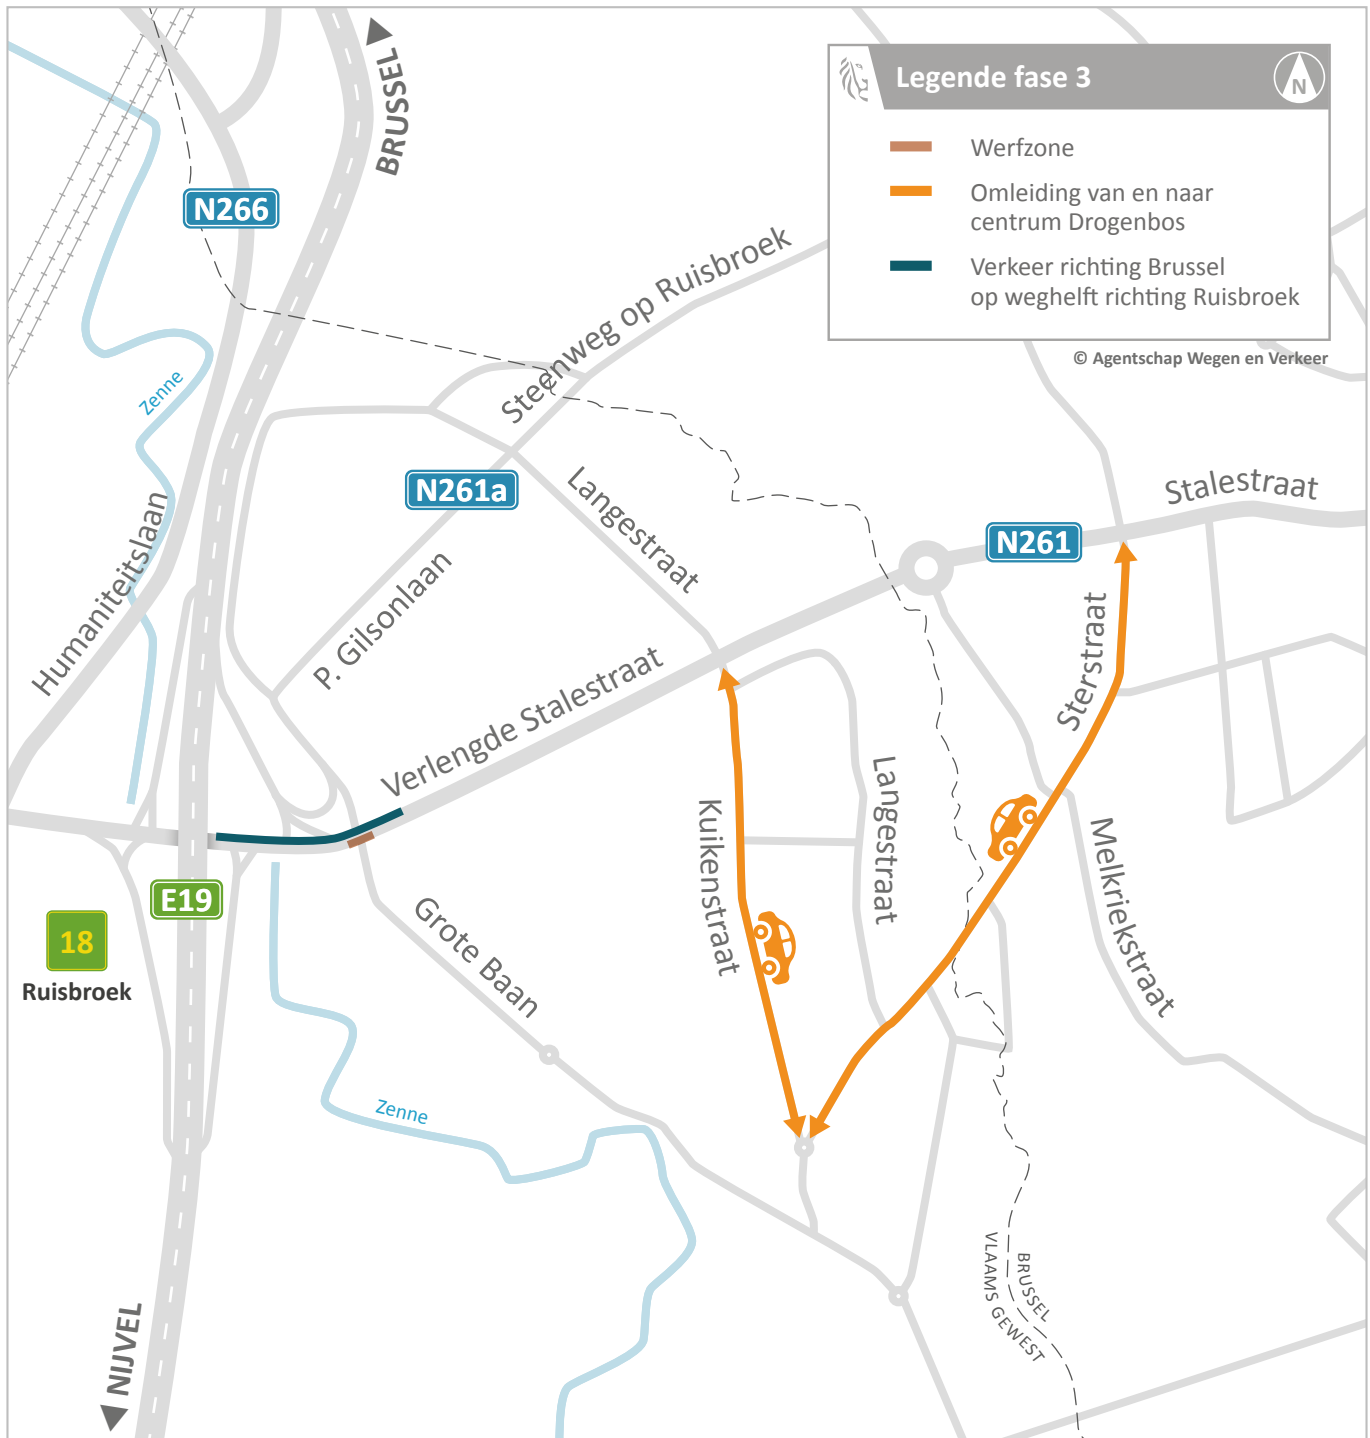 BRUSSEL
Legende fase 3
N
Werfzone
Omleiding van en naar
centrum Drogenbos
Verkeer richting Brussel
op weghelft richting Ruisbroek
© Agentschap Wegen en Verkeer
N266
Steenweg op Ruisbroek
Zenne
N261a
Langestraat
Stalestraat
N261
Humaniteitslaan
P. Gilsonlaan
Sterstraat
Verlengde Stalestraat
Kuikenstraat
Langestraat
Melkriekstraat
E19
18
Ruisbroek
Grote Baan
Zenne
BRUSSEL
VLAAMS GEWEST
NIJVEL